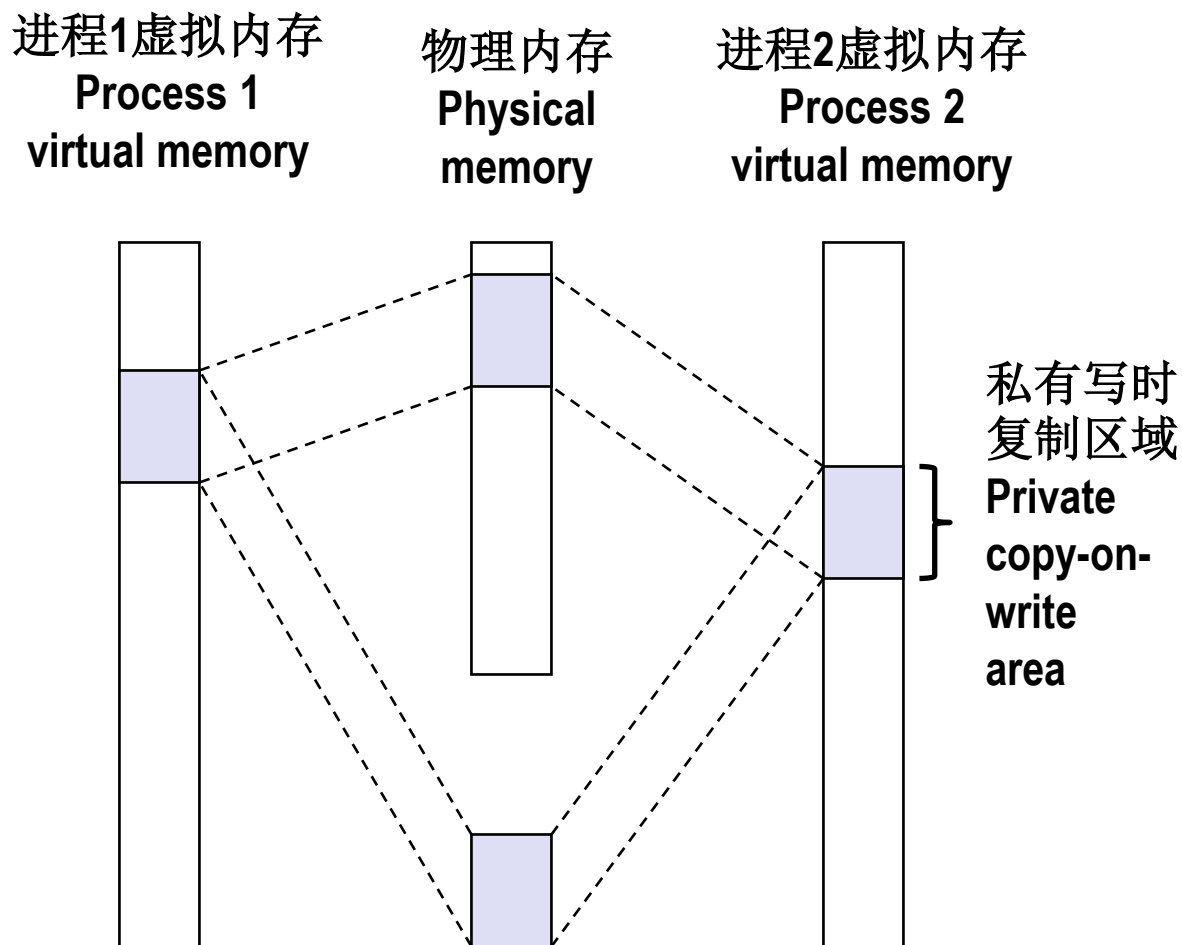 进程1虚拟内存
Process 1
virtual memory
物理内存
Physical
memory
进程2虚拟内存
Process 2
virtual memory
私有写时
复制区域
Private
copy-on-
write
area